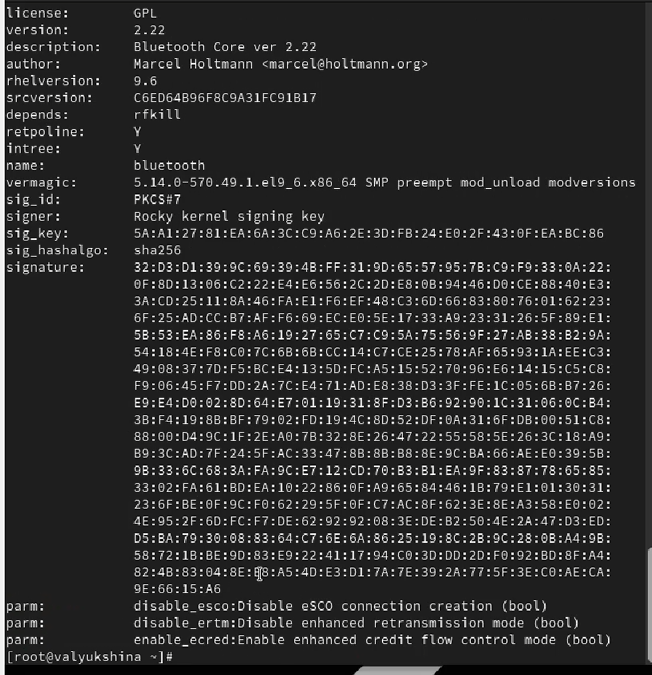 license:        GPL
version:        2.22
description:    Bluetooth Core ver 2.22
author:         Marcel Holtmann <marcel@holtmann.org>
rhelversion:    9.6
srcversion:     C6ED64B96F8C9A31FC91B17
depends:        rfkill
retpoline:      Y
intree:         Y
name:           bluetooth
vermagic:       5.14.0-570.49.1.el9_6.x86_64 SMP preempt mod_unload modversions
sig_id:         PKCS#7
signer:         Rocky kernel signing key
sig_key:        5A:A1:27:81:EA:6A:3C:C9:A6:2E:3D:FB:24:E0:2F:43:0F:EA:BC:86
sig_hashalgo:   sha256
signature:      32:D3:D1:39:9C:69:39:4B:FF:31:9D:65:57:95:7B:C9:F9:33:0A:22:
                0F:8D:13:06:C2:22:E4:E6:56:2C:2D:E8:0B:94:46:D0:CE:88:40:E3:
                3A:CD:25:11:8A:46:FA:E1:F6:EF:48:C3:6D:66:83:80:76:01:62:23:
                6F:25:AD:CC:B7:AF:F6:69:EC:E0:5E:17:33:A9:23:31:26:5F:89:E1:
                5B:53:EA:86:F8:A6:19:27:65:C7:C9:5A:75:56:9F:27:AB:38:B2:9A:
                54:18:4E:F8:C0:7C:6B:6B:CC:14:C7:CE:25:78:AF:65:93:1A:EE:C3:
                49:08:37:7D:F5:BC:E4:13:5D:FC:A5:15:52:70:96:E6:14:15:C5:C8:
                F9:06:45:F7:DD:2A:7C:E4:71:AD:E8:38:D3:3F:FE:1C:05:6B:B7:26:
                E9:E4:D0:02:8D:64:E7:01:19:31:8F:D3:B6:92:90:1C:31:06:0C:B4:
                3B:F4:19:8B:BF:79:02:FD:19:4C:8D:52:DF:0A:31:6F:DB:00:51:C8:
                88:00:D4:9C:1F:2E:A0:7B:32:8E:26:47:22:55:58:5E:26:3C:18:A9:
                B9:3C:AD:7F:24:5F:AC:33:47:8B:8B:B8:8E:9C:BA:66:AE:E0:39:5B:
                9B:33:6C:68:3A:FA:9C:E7:12:CD:70:B3:B1:EA:9F:83:87:78:65:85:
                33:02:FA:61:BD:EA:10:22:86:0F:A9:65:84:46:1B:79:E1:01:30:31:
                23:6F:BE:0F:9C:F0:62:29:5F:0F:C7:AC:8F:62:3E:8E:A3:58:E0:02:
                4E:95:2F:6D:FC:F7:DE:62:92:92:08:3E:DE:B2:50:4E:2A:47:D3:ED:
                D5:BA:79:30:08:83:64:C7:6E:6A:86:25:19:8C:2B:9C:28:0B:A4:9B:
                58:72:1B:BE:9D:83:E9:22:41:17:94:C0:3D:DD:2D:F0:92:BD:8F:A4:
                82:4B:83:04:8E:E8:A5:4D:E3:D1:7A:7E:39:2A:77:5F:3E:C0:AE:CA:
                9E:66:15:A6
parm:           disable_esco:Disable eSCO connection creation (bool)
parm:           disable_ertm:Disable enhanced retransmission mode (bool)
parm:           enable_ecred:Enable enhanced credit flow control mode (bool)
[root@valyukshina ~]#